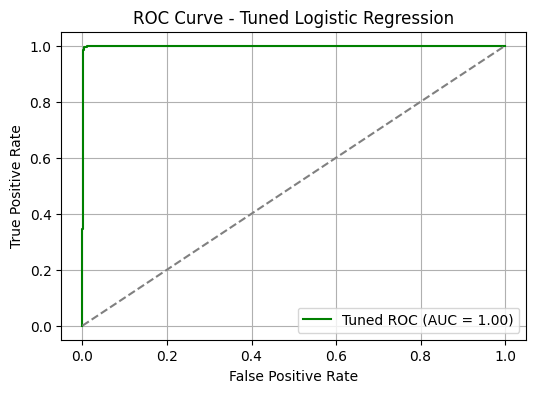 ROC Curve - Tuned Logistic Regression
True Positive Rate
1.0
0.8
0.6
0.4
0.2
0.0
Tuned ROC (AUC = 1.00)
0.0 0.2 0.4 0.6 0.8 1.0
False Positive Rate